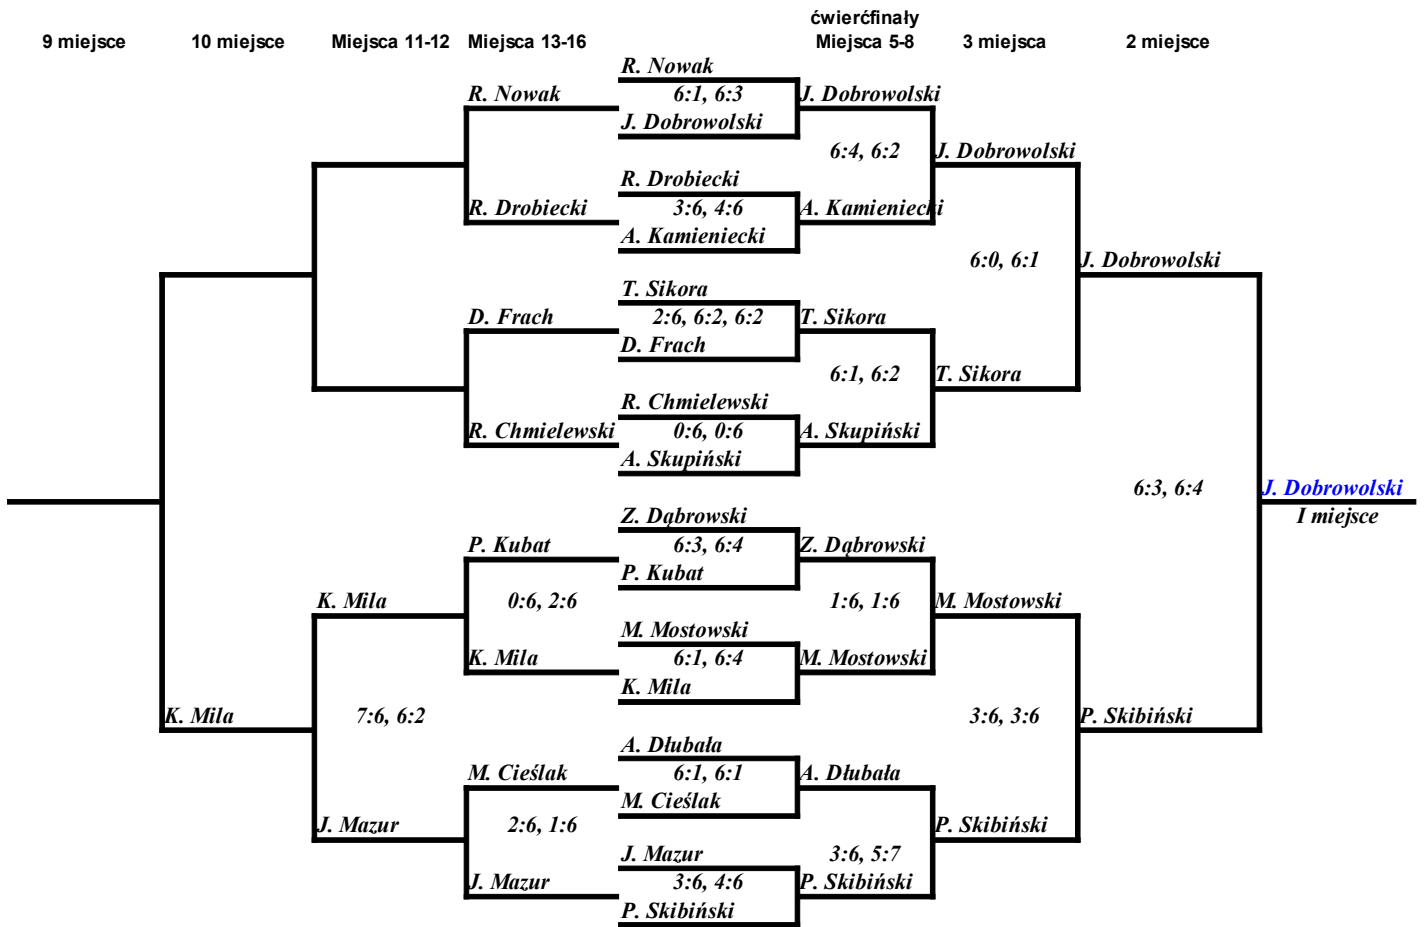 ćwierćfinały
9 miejsce 10 miejsce Miejsca 11-12 Miejsca 13-16 Miejsca 5-8 3 miejsca 2 miejsce
R. Nowak
R. Nowak 6:1, 6:3 J. Dobrowolski
J. Dobrowolski
6:4, 6:2 J. Dobrowolski
R. Drobiecki
R. Drobiecki 3:6, 4:6 A. Kamieniecki
A. Kamieniecki
6:0, 6:1 J. Dobrowolski
T. Sikora
D. Frach 2:6, 6:2, 6:2 T. Sikora
D. Frach
6:1, 6:2 T. Sikora
R. Chmielewski
R. Chmielewski 0:6, 0:6 A. Skupiński
A. Skupiński
6:3, 6:4 J. Dobrowolski
I miejsce
Z. Dąbrowski
P. Kubat 6:3, 6:4 Z. Dąbrowski
P. Kubat
K. Mila 0:6, 2:6 1:6, 1:6 M. Mostowski
M. Mostowski
K. Mila 6:1, 6:4 M. Mostowski
K. Mila
K. Mila 7:6, 6:2 3:6, 3:6 P. Skibiński
A. Dłubała
M. Cieślak 6:1, 6:1 A. Dłubała
M. Cieślak
J. Mazur 2:6, 1:6 P. Skibiński
J. Mazur 3:6, 5:7
J. Mazur 3:6, 4:6 P. Skibiński
P. Skibiński